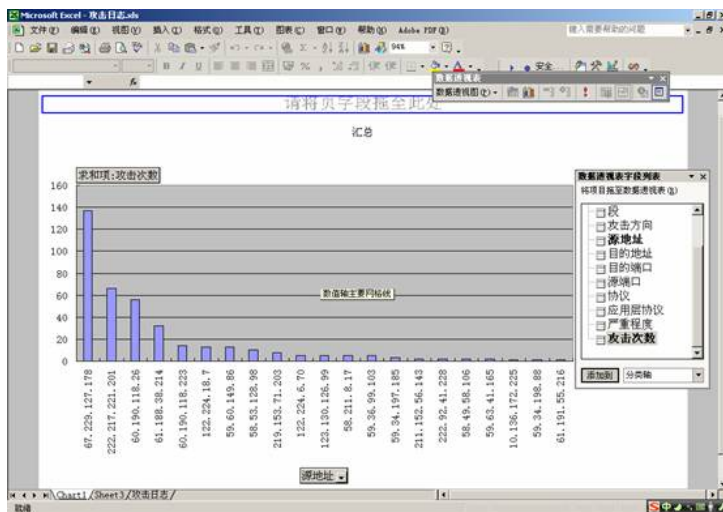 Microsoft Excel - 攻击日志.xls
文件(F) 编辑(E) 视图(V) 插入(I) 格式(O) 工具(T) 图表(C) 窗口(W) 帮助(H) Adobe PDF(B)
键入需要帮助的问题
94%
安全...
fx
数据透视表
数据透视图(P)
请将页字段拖至此处
汇总
求和项:攻击次数
160
140
120
100
80
60
40
20
0
数值轴主要网格线
67.229.127.178
222.217.221.201
60.190.118.26
61.188.38.214
60.190.118.223
122.224.18.7
59.60.149.86
58.53.128.98
219.153.71.203
122.224.6.70
123.130.126.99
58.211.8.17
59.36.99.103
59.34.197.185
211.152.56.143
222.92.41.228
58.49.58.106
59.63.41.165
10.136.172.225
59.34.198.88
61.191.55.216
源地址
数据透视表字段列表
将项目拖至数据透视表(A)
段
攻击方向
源地址
目的地址
目的端口
源端口
协议
应用层协议
严重程度
攻击次数
添加到 分类轴
Chart1/Sheet3/攻击日志/
就绪